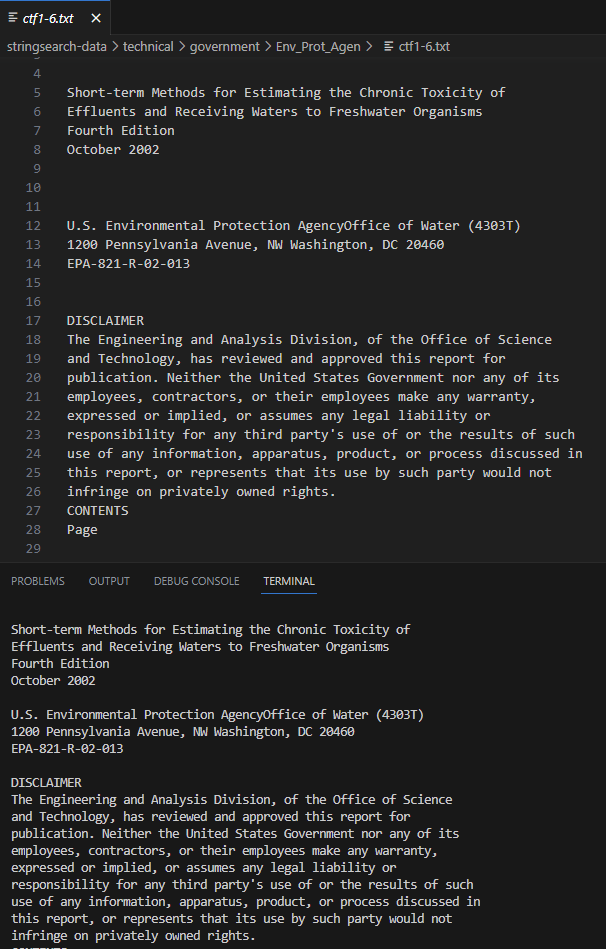 ctf1-6.txt
stringsearch-data > technical > government > Env_Prot_Agen > ctf1-6.txt
4
5 Short-term Methods for Estimating the Chronic Toxicity of
6 Effluents and Receiving Waters to Freshwater Organisms
7 Fourth Edition
8 October 2002
9
10
11
12 U.S. Environmental Protection AgencyOffice of Water (4303T)
13 1200 Pennsylvania Avenue, NW Washington, DC 20460
14 EPA-821-R-02-013
15
16
17 DISCLAIMER
18 The Engineering and Analysis Division, of the Office of Science
19 and Technology, has reviewed and approved this report for
20 publication. Neither the United States Government nor any of its
21 employees, contractors, or their employees make any warranty,
22 expressed or implied, or assumes any legal liability or
23 responsibility for any third party's use of or the results of such
24 use of any information, apparatus, product, or process discussed in
25 this report, or represents that its use by such party would not
26 infringe on privately owned rights.
27 CONTENTS
28 Page
29
PROBLEMS OUTPUT DEBUG CONSOLE TERMINAL
Short-term Methods for Estimating the Chronic Toxicity of
Effluents and Receiving Waters to Freshwater Organisms
Fourth Edition
October 2002
U.S. Environmental Protection AgencyOffice of Water (4303T)
1200 Pennsylvania Avenue, NW Washington, DC 20460
EPA-821-R-02-013
DISCLAIMER
The Engineering and Analysis Division, of the Office of Science
and Technology, has reviewed and approved this report for
publication. Neither the United States Government nor any of its
employees, contractors, or their employees make any warranty,
expressed or implied, or assumes any legal liability or
responsibility for any third party's use of or the results of such
use of any information, apparatus, product, or process discussed in
this report, or represents that its use by such party would not
infringe on privately owned rights.